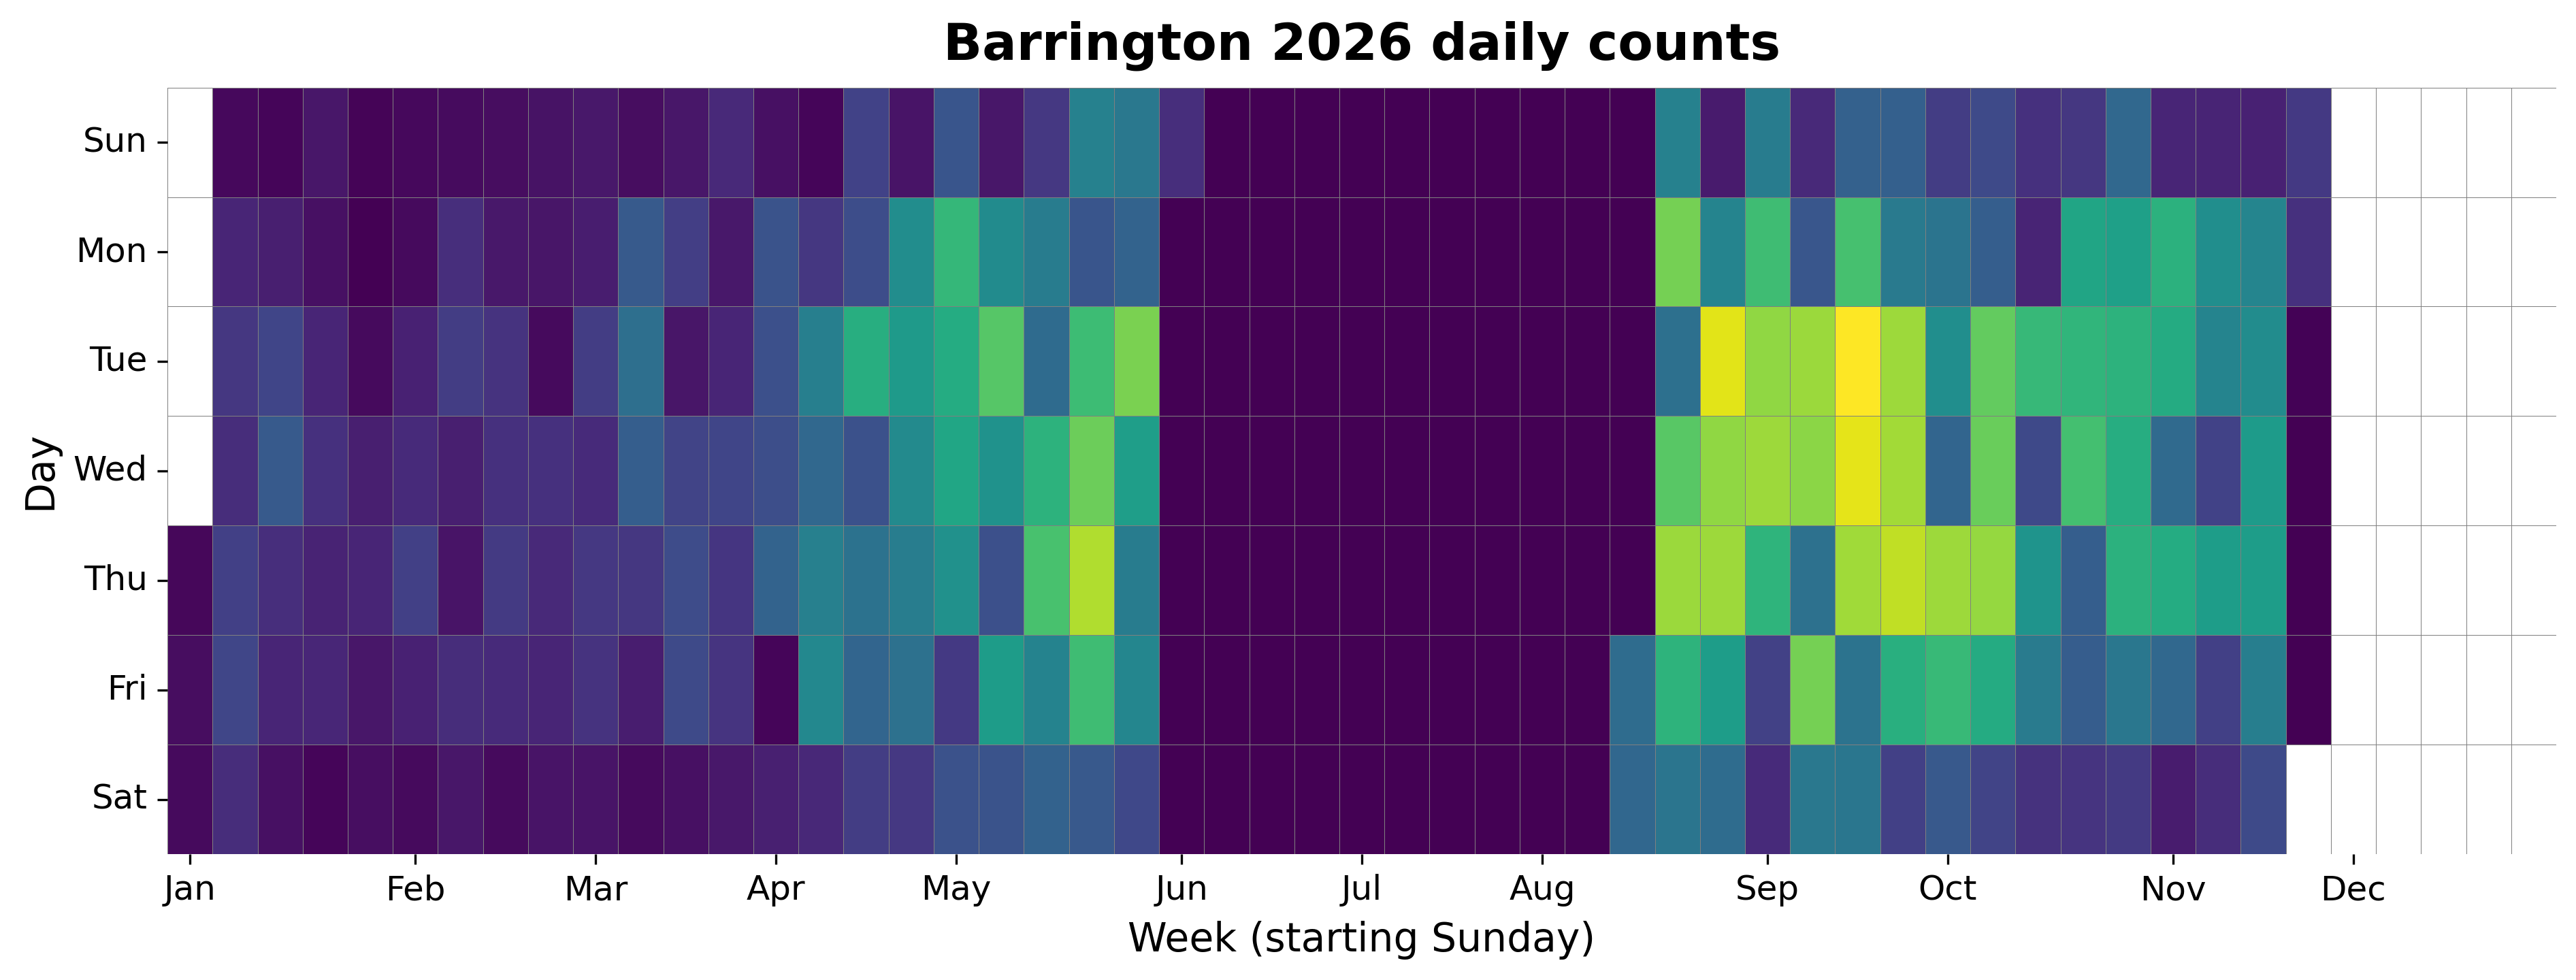 Barrington 2026 daily counts
Day
Sun
Mon
Tue
Wed
Thu
Fri
Sat
Jan Feb Mar Apr May Jun Jul Aug Sep Oct Nov Dec
Week (starting Sunday)